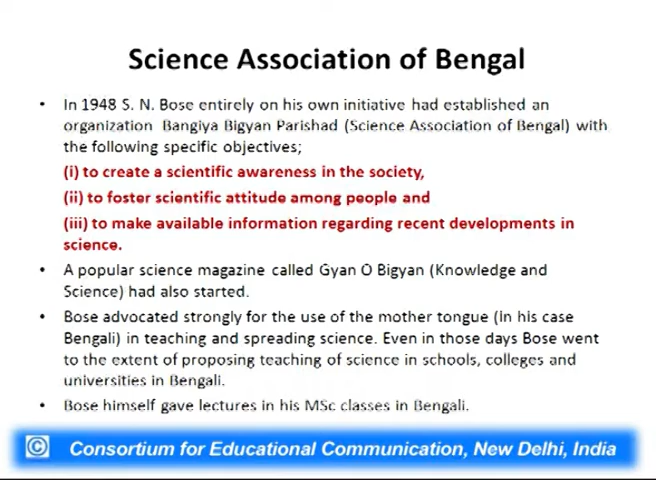 Science Association of Bengal
• In 1948 S. N. Bose entirely on his own initiative had established an
organization Bangiya Bigyan Parishad (Science Association of Bengal) with
the following specific objectives;
(i) to create a scientific awareness in the society,
(ii) to foster scientific attitude among people and
(iii) to make available information regarding recent developments in
science.
• A popular science magazine called Gyan O Bigyan (Knowledge and
Science) had also started.
• Bose advocated strongly for the use of the mother tongue (in his case
Bengali) in teaching and spreading science. Even in those days Bose went
to the extent of proposing teaching of science in schools, colleges and
universities in Bengali.
• Bose himself gave lectures in his MSc classes in Bengali.
© Consortium for Educational Communication, New Delhi, India